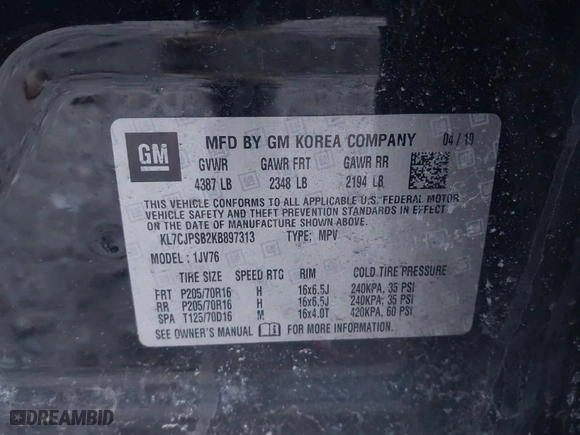 GM
MFD BY GM KOREA COMPANY 04 / 19
GVWR GAWR FRT GAWR RR
4387 LB 2348 LB 2194 LB
THIS VEHICLE CONFORMS TO ALL APPLICABLE U.S. FEDERAL MOTOR
VEHICLE SAFETY AND THEFT PREVENTION STANDARDS IN EFFECT
ON THE DATE OF MANUFACTURE SHOWN ABOVE.
KL7CJPSB2KB897313 TYPE: MPV
MODEL : 1JV76
TIRE SIZE SPEED RTG RIM COLD TIRE PRESSURE
FRT P205/70R16 H 16x6.5J 240KPA, 35 PSI
RR P205/70R16 H 16x6.5J 240KPA, 35 PSI
SPA T125/70D16 M 16x4.0T 420KPA, 60 PSI
SEE OWNER'S MANUAL FOR MORE INFORMATION.
DREAMBID